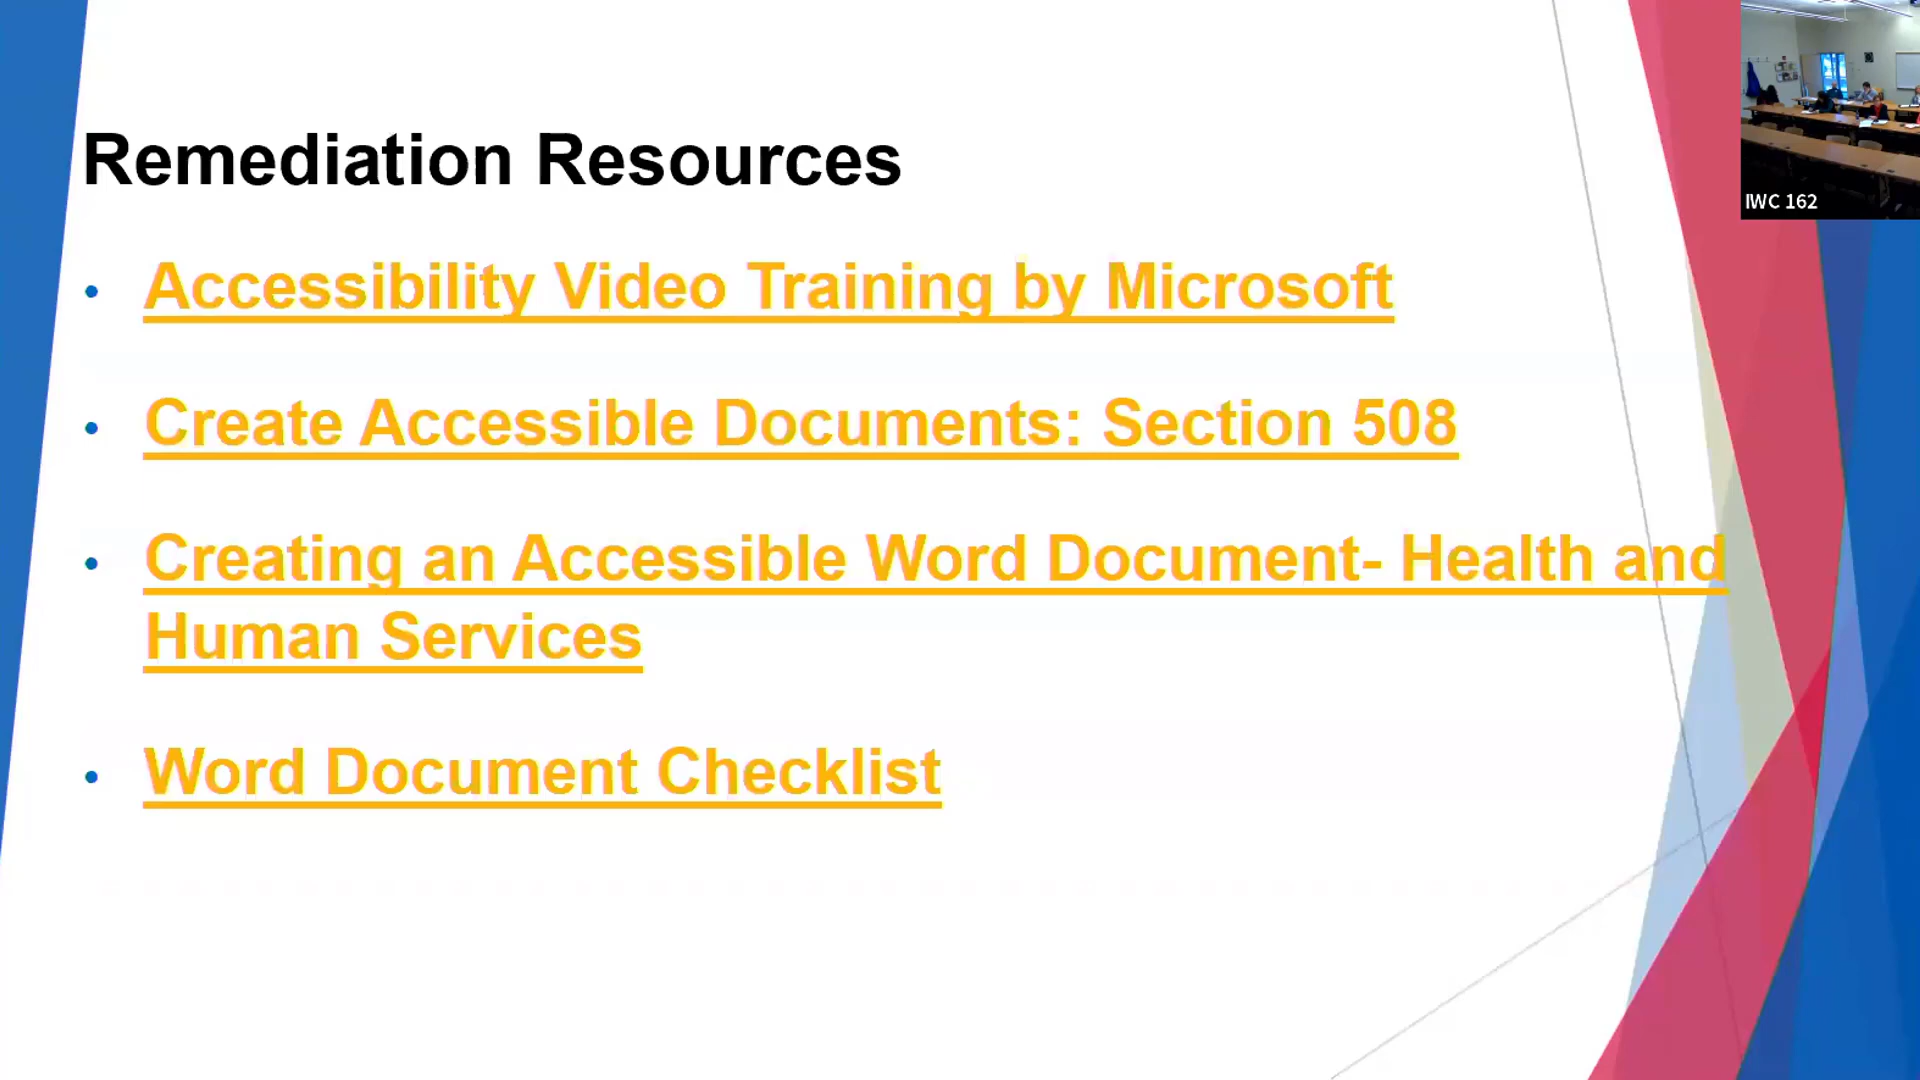 Remediation Resources
• Accessibility Video Training by Microsoft
• Create Accessible Documents: Section 508
• Creating an Accessible Word Document- Health and
Human Services
• Word Document Checklist
IWC 162